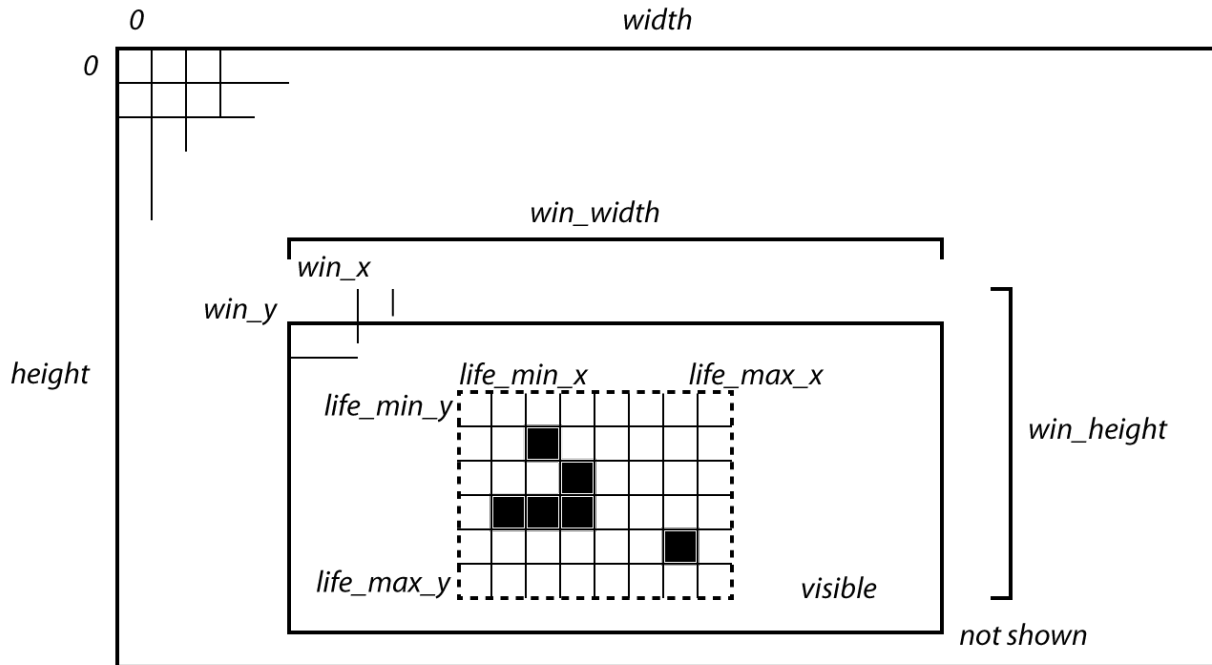 0
width
0
win_width
win_x
win_y
height
life_min_x
life_max_x
life_min_y
win_height
life_max_y
visible
not shown